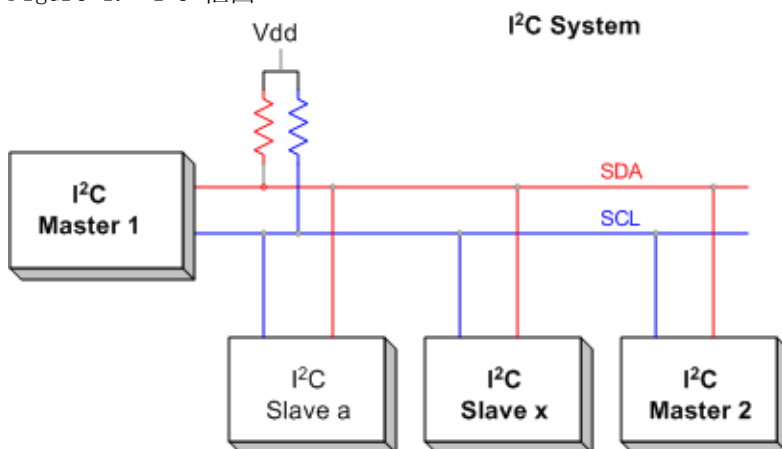 Vdd
I²C System
SDA
I²C
Master 1
SCL
I²C
Slave a
I²C
Slave x
I²C
Master 2